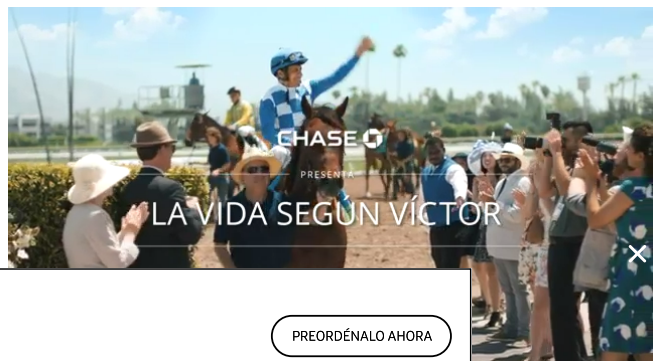 CHASE
PRESENTA
LA VIDA SEGÚN VÍCTOR
PREORDÉNALO AHORA